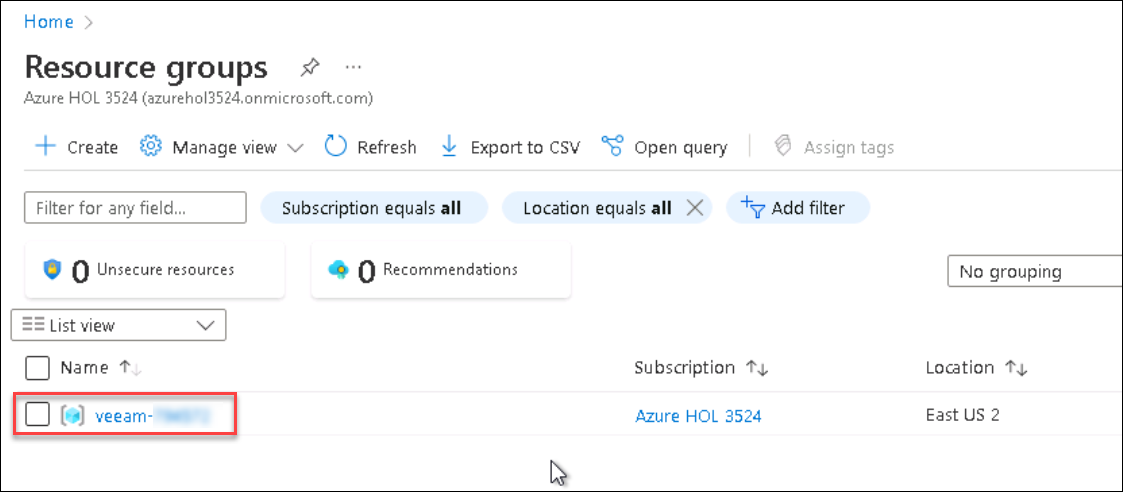 Home >
Resource groups ...
Azure HOL 3524 (azurehol3524.onmicrosoft.com)
+ Create Manage view Refresh Export to CSV Open query Assign tags
Filter for any field... Subscription equals all Location equals all Add filter
0 Unsecure resources 0 Recommendations
No grouping
List view
Name ↑↓ Subscription ↑↓ Location ↑↓
veeam- Azure HOL 3524 East US 2